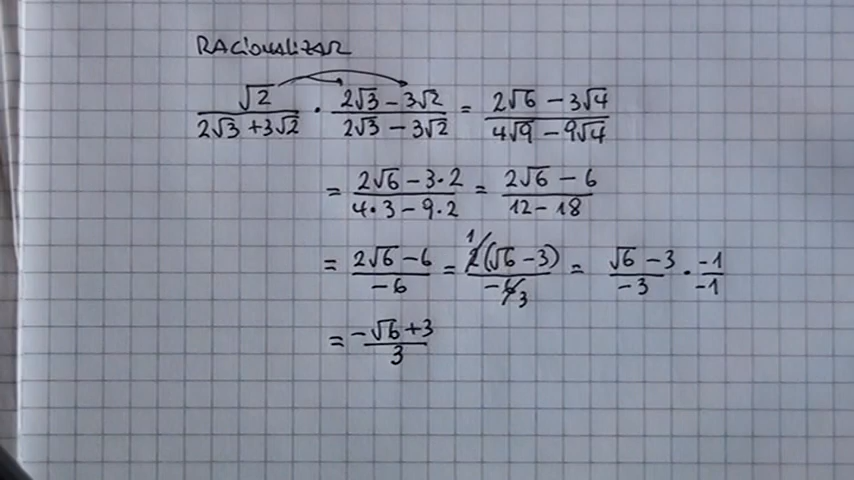 RACionalizAR
√2/(2√3 + 3√2) · (2√3 − 3√2)/(2√3 − 3√2) = (2√6 − 3√4)/(4√9 − 9√4)
= (2√6 − 3·2)/(4·3 − 9·2) = (2√6 − 6)/(12 − 18)
= (2√6 − 6)/−6 = 1 2(√6 − 3)/−6 3 = (√6 − 3)/−3 · −1/−1
= (−√6 + 3)/3